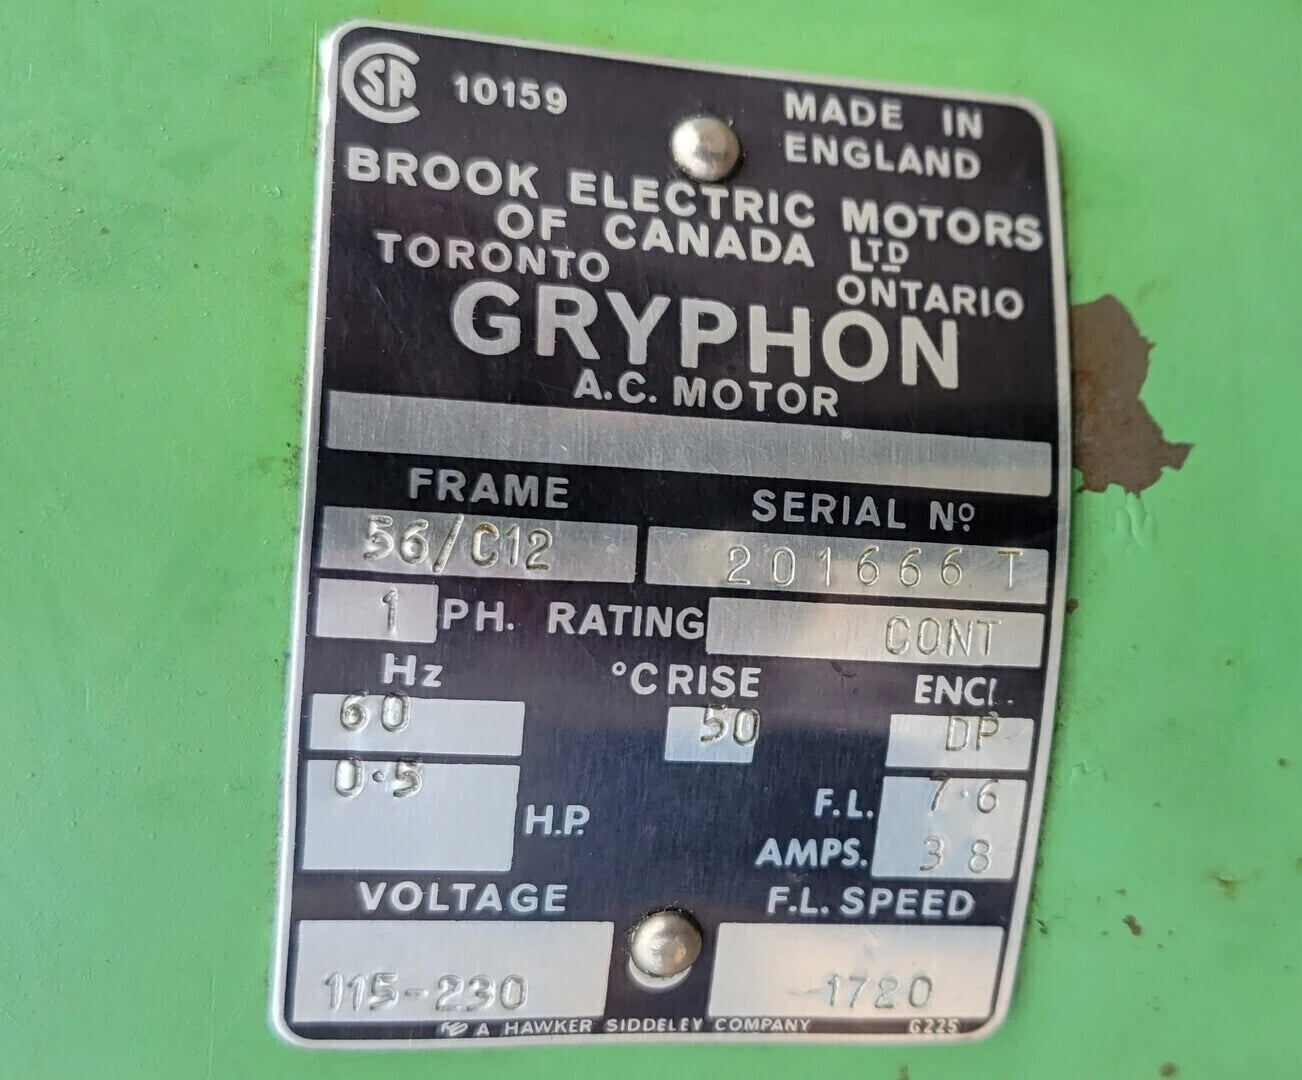 CSA 10159 MADE IN
ENGLAND
BROOK ELECTRIC MOTORS
OF CANADA LTD
TORONTO ONTARIO
GRYPHON
A.C. MOTOR
FRAME SERIAL Nº
56/C12 201666 T
1 PH. RATING CONT
Hz °C RISE ENCL.
60 50 DP
0·5 H.P. F.L. 7·6
AMPS. 3 8
VOLTAGE F.L. SPEED
115-230 1720
A HAWKER SIDDELEY COMPANY G225